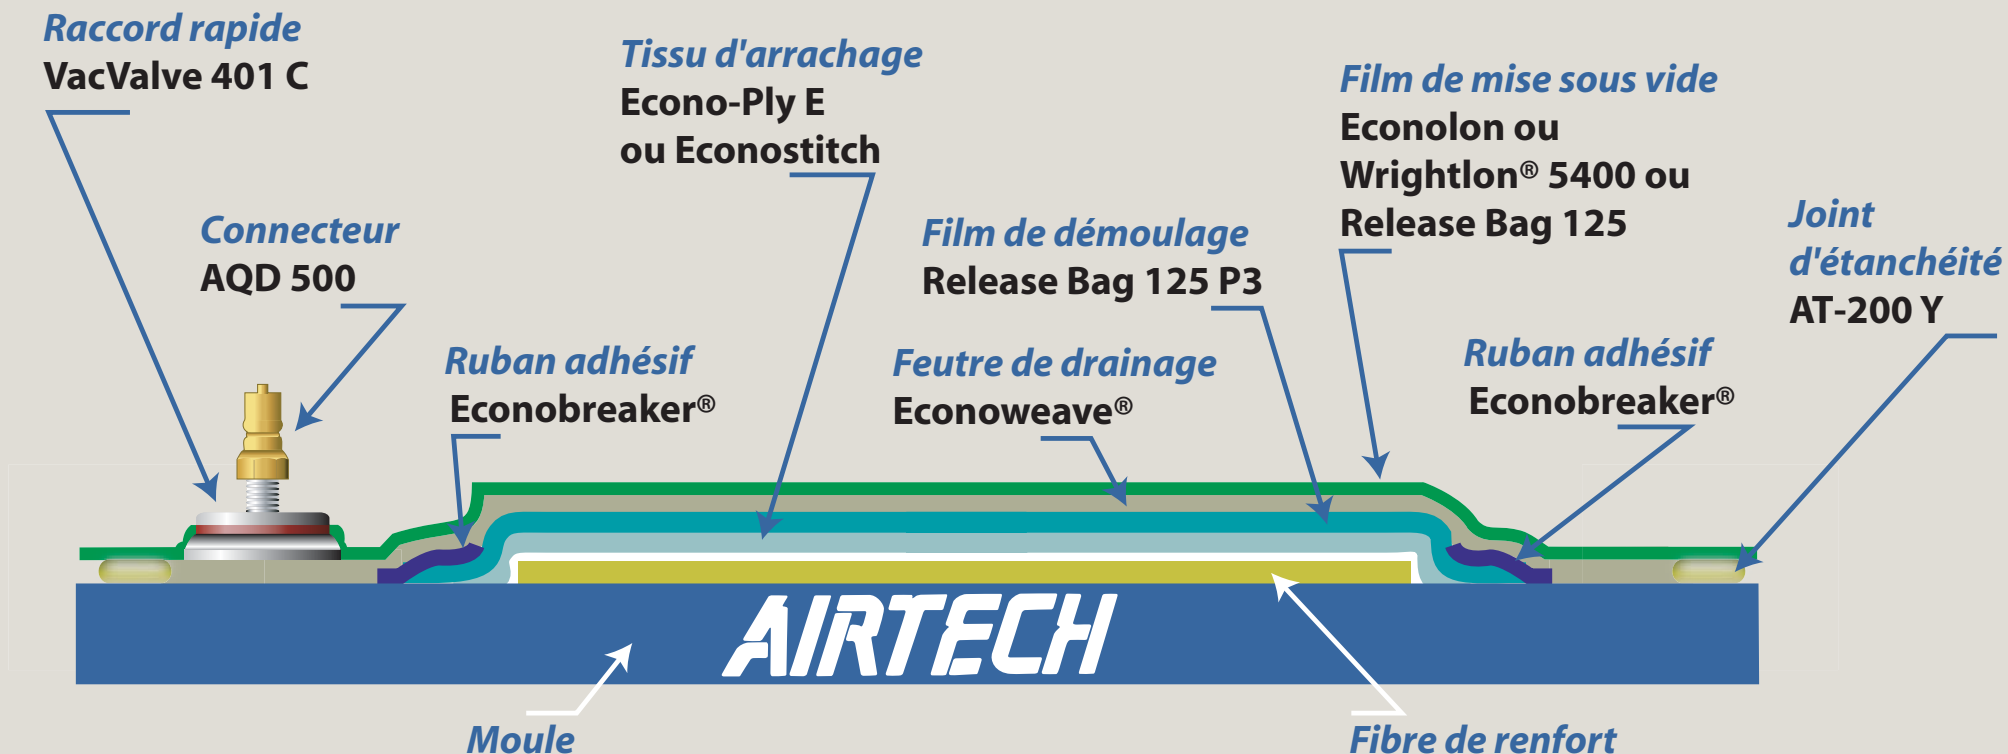 Raccord rapide
VacValve 401 C
Tissu d'arrachage
Econo-Ply E
ou Econostitch
Film de mise sous vide
Econolon ou
Wrightlon® 5400 ou
Release Bag 125
Joint
d'étanchéité
AT-200 Y
Connecteur
AQD 500
Film de démoulage
Release Bag 125 P3
Ruban adhésif
Econobreaker®
Feutre de drainage
Econoweave®
Ruban adhésif
Econobreaker®
AIRTECH
Moule
Fibre de renfort